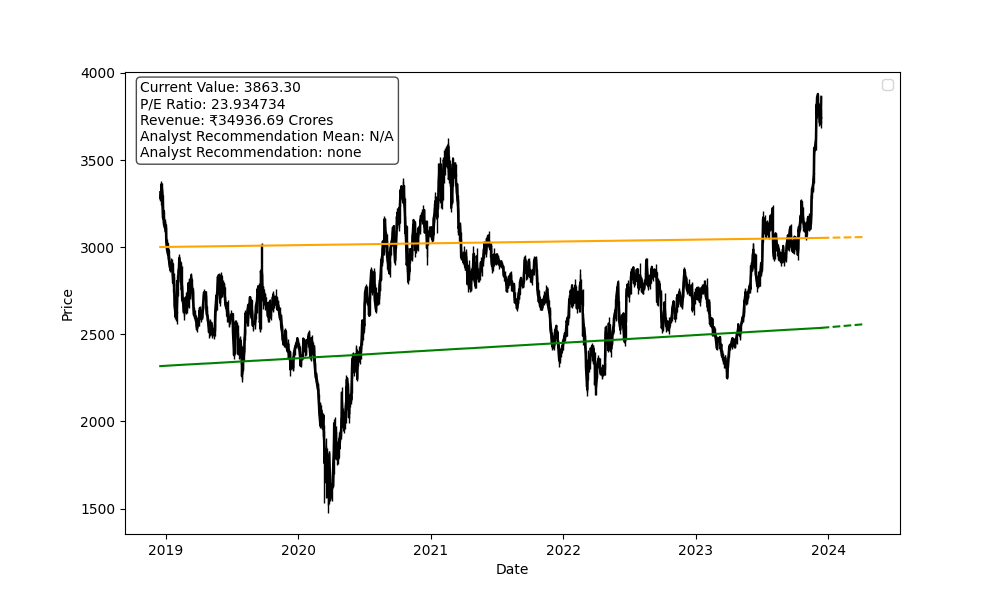 4000
3500
3000
2500
2000
1500
Price
Current Value: 3863.30
P/E Ratio: 23.934734
Revenue: ₹34936.69 Crores
Analyst Recommendation Mean: N/A
Analyst Recommendation: none
2019 2020 2021 2022 2023 2024
Date